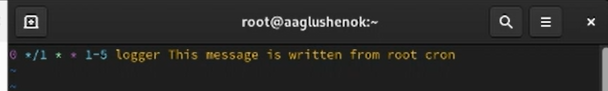 root@aaglushenok:~
0 */1 * * 1-5 logger This message is written from root cron
~
~